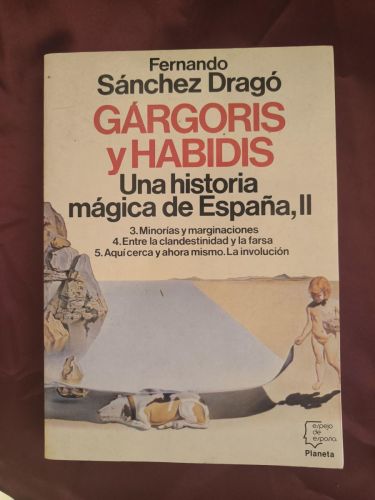 Fernando
Sánchez Dragó
GÁRGORIS
y HABIDIS
Una historia
mágica de España, II
3. Minorías y marginaciones
4. Entre la clandestinidad y la farsa
5. Aquí cerca y ahora mismo. La involución
espejo
de
españa
Planeta